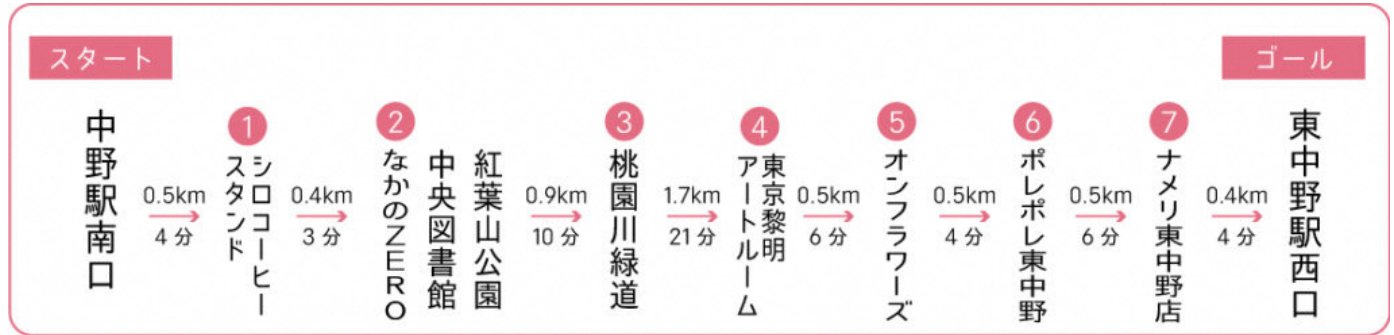 スタート
ゴール
中野駅南口
0.5km
4分
1
シロコーヒー
スタンド
0.4km
3分
2
なかのZERO
中央図書館
紅葉山公園
0.9km
10分
3
桃園川緑道
1.7km
21分
4
東京黎明
アートルーム
0.5km
6分
5
オンフラワーズ
0.5km
4分
6
ポレポレ東中野
0.5km
6分
7
ナメリ東中野店
0.4km
4分
東中野駅西口